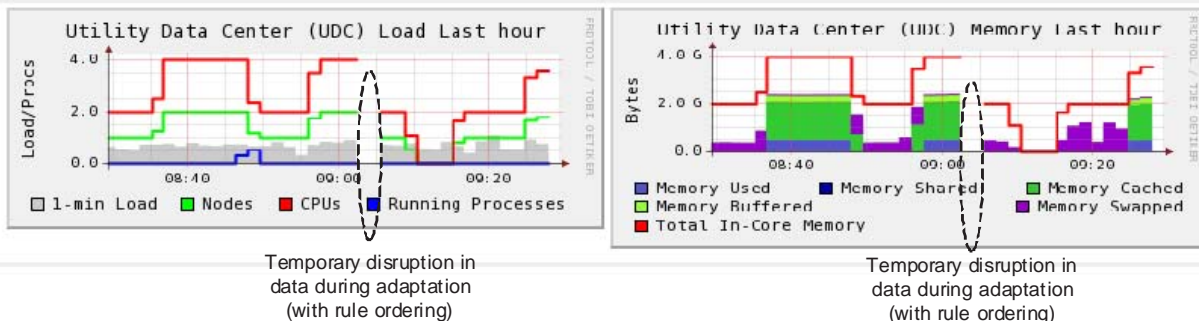 Utility Data Center (UDC) Load Last hour
RRDTOOL / TOBI OETIKER
Load/Procs
4.0
2.0
0.0
08:40 09:00 09:20
1-min Load Nodes CPUs Running Processes
Temporary disruption in
data during adaptation
(with rule ordering)
Utility Data Center (UDC) Memory Last hour
RRDTOOL / TOBI OETIKER
Bytes
4.0 G
2.0 G
0.0
08:40 09:00 09:20
Memory Used Memory Shared Memory Cached
Memory Buffered Memory Swapped
Total In-Core Memory
Temporary disruption in
data during adaptation
(with rule ordering)